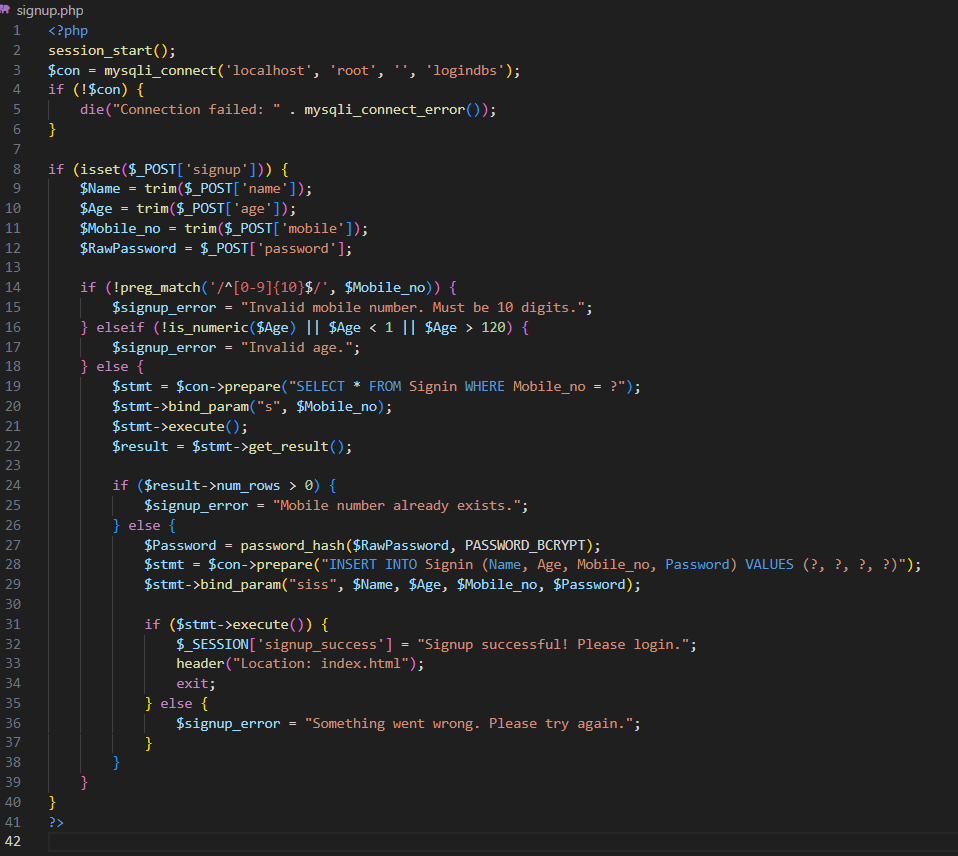 signup.php
1 <?php
2 session_start();
3 $con = mysqli_connect('localhost', 'root', '', 'logindbs');
4 if (!$con) {
5     die("Connection failed: " . mysqli_connect_error());
6 }
7
8 if (isset($_POST['signup'])) {
9     $Name = trim($_POST['name']);
10     $Age = trim($_POST['age']);
11     $Mobile_no = trim($_POST['mobile']);
12     $RawPassword = $_POST['password'];
13
14     if (!preg_match('/^[0-9]{10}$/', $Mobile_no)) {
15         $signup_error = "Invalid mobile number. Must be 10 digits.";
16     } elseif (!is_numeric($Age) || $Age < 1 || $Age > 120) {
17         $signup_error = "Invalid age.";
18     } else {
19         $stmt = $con->prepare("SELECT * FROM Signin WHERE Mobile_no = ?");
20         $stmt->bind_param("s", $Mobile_no);
21         $stmt->execute();
22         $result = $stmt->get_result();
23
24         if ($result->num_rows > 0) {
25             $signup_error = "Mobile number already exists.";
26         } else {
27             $Password = password_hash($RawPassword, PASSWORD_BCRYPT);
28             $stmt = $con->prepare("INSERT INTO Signin (Name, Age, Mobile_no, Password) VALUES (?, ?, ?, ?)");
29             $stmt->bind_param("siss", $Name, $Age, $Mobile_no, $Password);
30
31             if ($stmt->execute()) {
32                 $_SESSION['signup_success'] = "Signup successful! Please login.";
33                 header("Location: index.html");
34                 exit;
35             } else {
36                 $signup_error = "Something went wrong. Please try again.";
37             }
38         }
39     }
40 }
41 ?>
42